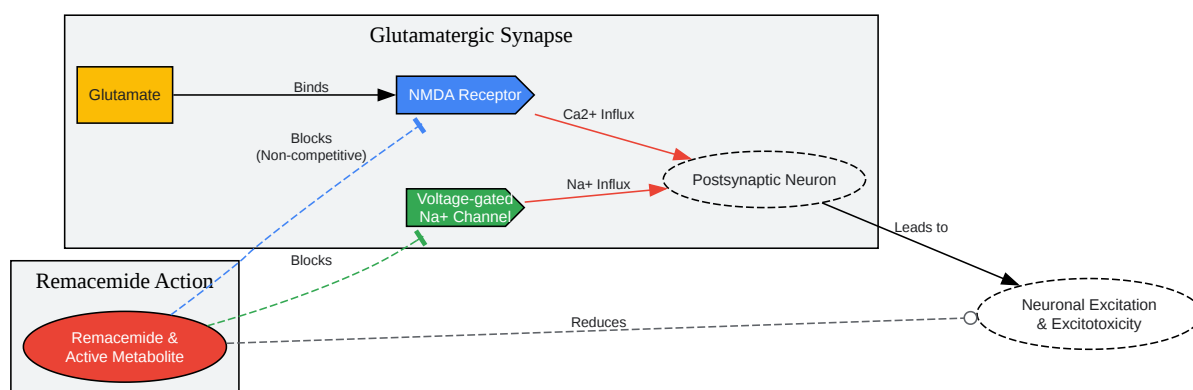 Glutamatergic Synapse
Glutamate
Binds
NMDA Receptor
Ca2+ Influx
Blocks
(Non-competitive)
Voltage-gated
Na+ Channel
Na+ Influx
Postsynaptic Neuron
Leads to
Blocks
Remacemide Action
Remacemide &
Active Metabolite
Reduces
Neuronal Excitation
& Excitotoxicity